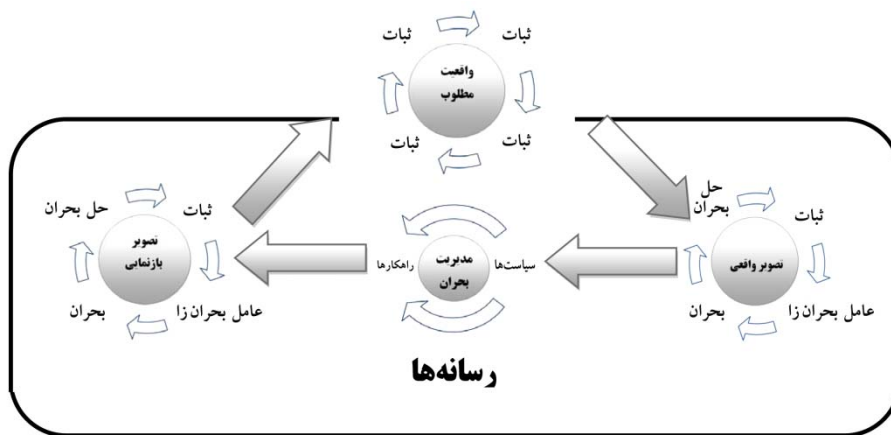 ثبات
ثبات
واقعیت
مطلوب
ثبات
ثبات
حل
بحران
ثبات
تصویر واقعی
بحران
عامل بحران زا
سیاست‌ها
مدیریت
بحران
راهکارها
حل بحران
ثبات
تصویر
بازنمایی
بحران
عامل بحران زا
رسانه‌ها